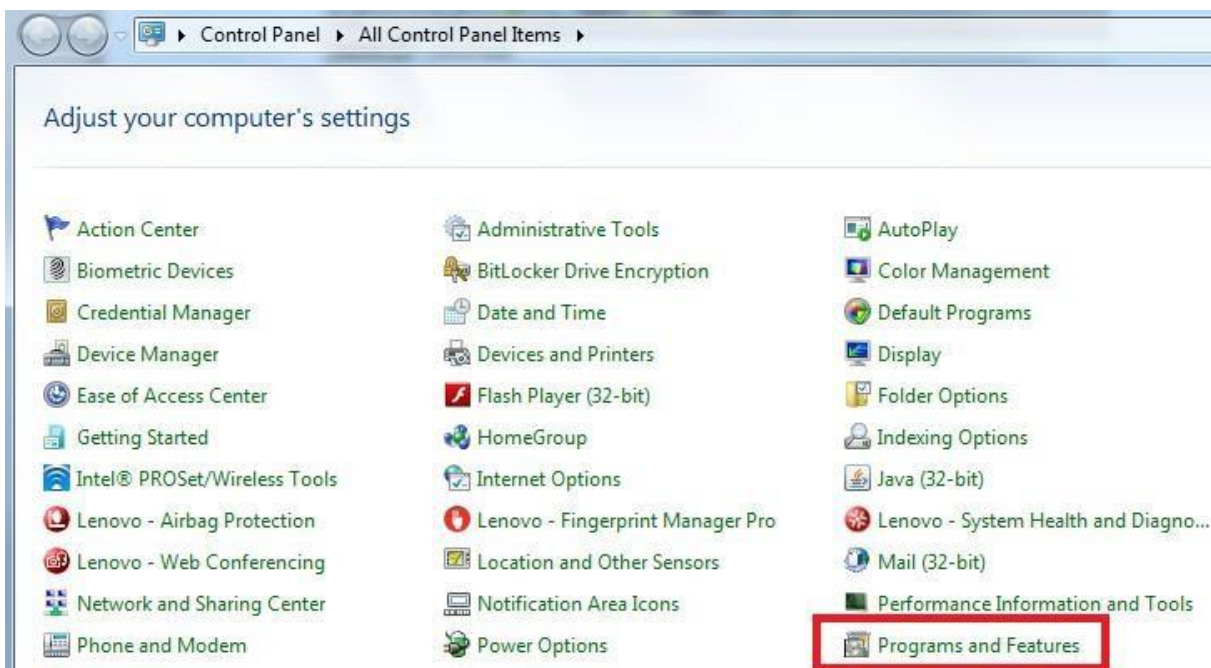 Control Panel All Control Panel Items
Adjust your computer's settings
Action Center Administrative Tools AutoPlay
Biometric Devices BitLocker Drive Encryption Color Management
Credential Manager Date and Time Default Programs
Device Manager Devices and Printers Display
Ease of Access Center Flash Player (32-bit) Folder Options
Getting Started HomeGroup Indexing Options
Intel® PROSet/Wireless Tools Internet Options Java (32-bit)
Lenovo - Airbag Protection Lenovo - Fingerprint Manager Pro Lenovo - System Health and Diagno...
Lenovo - Web Conferencing Location and Other Sensors Mail (32-bit)
Network and Sharing Center Notification Area Icons Performance Information and Tools
Phone and Modem Power Options Programs and Features